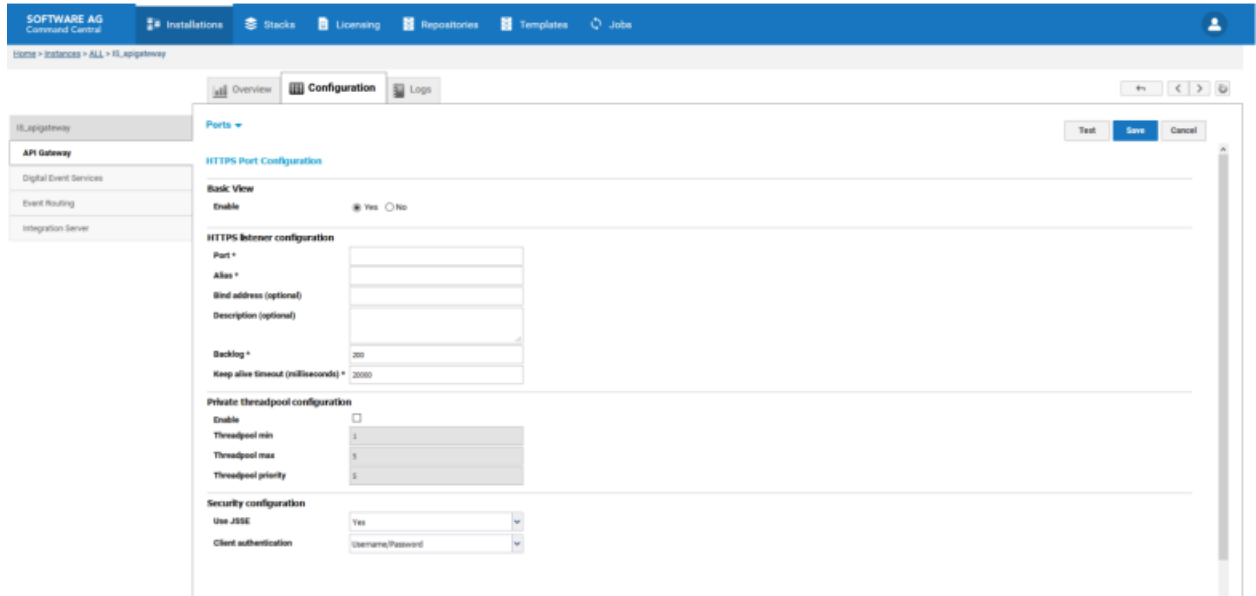 SOFTWARE AG
Command Central
Installations Stacks Licensing Repositories Templates Jobs
Home > Instances > ALL > IS_apigateway
Overview Configuration Logs
IS_apigateway
API Gateway
Digital Event Services
Event Routing
Integration Server
Ports
Test Save Cancel
HTTPS Port Configuration
Basic View
Enable Yes No
HTTPS listener configuration
Port *
Alias *
Bind address (optional)
Description (optional)
Backlog * 200
Keep alive timeout (milliseconds) * 20000
Private threadpool configuration
Enable
Threadpool min 1
Threadpool max 5
Threadpool priority 5
Security configuration
Use JSSE Yes
Client authentication Username/Password